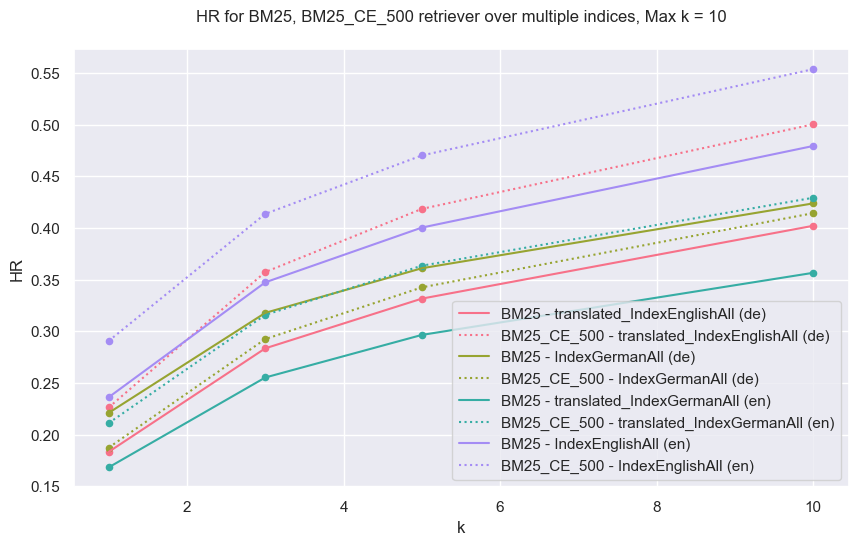 HR for BM25, BM25_CE_500 retriever over multiple indices, Max k = 10
HR
0.55
0.50
0.45
0.40
0.35
0.30
0.25
0.20
0.15
BM25 - translated_IndexEnglishAll (de)
BM25_CE_500 - translated_IndexEnglishAll (de)
BM25 - IndexGermanAll (de)
BM25_CE_500 - IndexGermanAll (de)
BM25 - translated_IndexGermanAll (en)
BM25_CE_500 - translated_IndexGermanAll (en)
BM25 - IndexEnglishAll (en)
BM25_CE_500 - IndexEnglishAll (en)
2 4 6 8 10
k